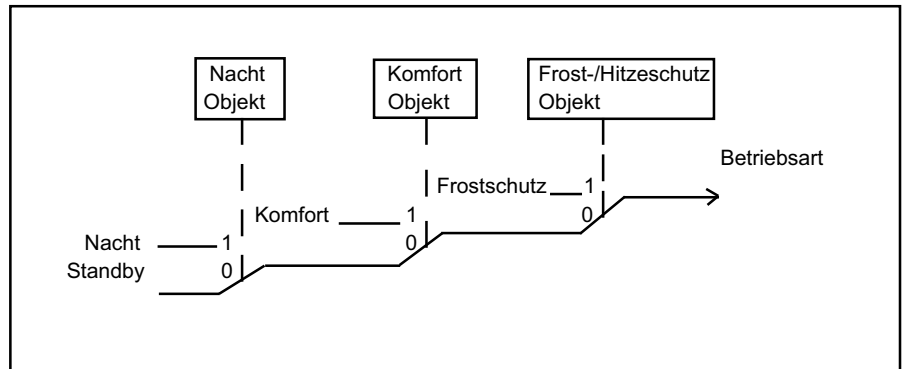 Nacht
Objekt
Komfort
Objekt
Frost-/Hitzeschutz
Objekt
Betriebsart
Frostschutz 1
0
Komfort 1
0
Nacht 1
Standby 0